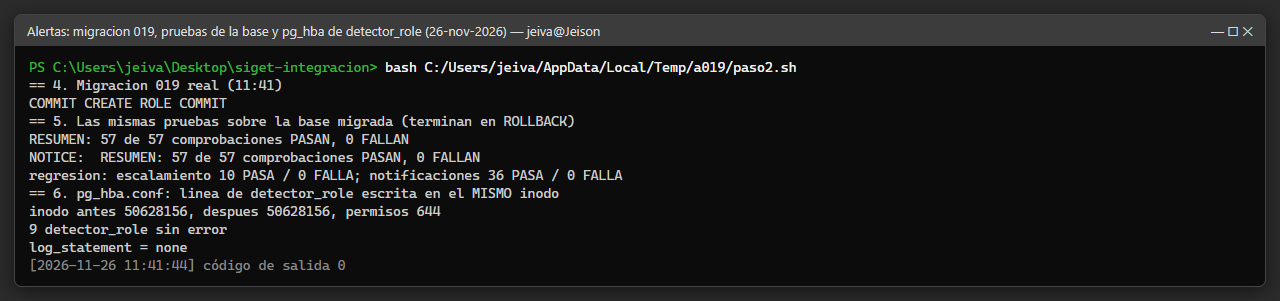 Alertas: migracion 019, pruebas de la base y pg_hba de detector_role (26-nov-2026) — jeiva@Jeison
PS C:\Users\jeiva\Desktop\siget-integracion> bash C:/Users/jeiva/AppData/Local/Temp/a019/paso2.sh
== 4. Migracion 019 real (11:41)
COMMIT CREATE ROLE COMMIT
== 5. Las mismas pruebas sobre la base migrada (terminan en ROLLBACK)
RESUMEN: 57 de 57 comprobaciones PASAN, 0 FALLAN
NOTICE:  RESUMEN: 57 de 57 comprobaciones PASAN, 0 FALLAN
regresion: escalamiento 10 PASA / 0 FALLA; notificaciones 36 PASA / 0 FALLA
== 6. pg_hba.conf: linea de detector_role escrita en el MISMO inodo
inodo antes 50628156, despues 50628156, permisos 644
9 detector_role sin error
log_statement = none
[2026-11-26 11:41:44] código de salida 0